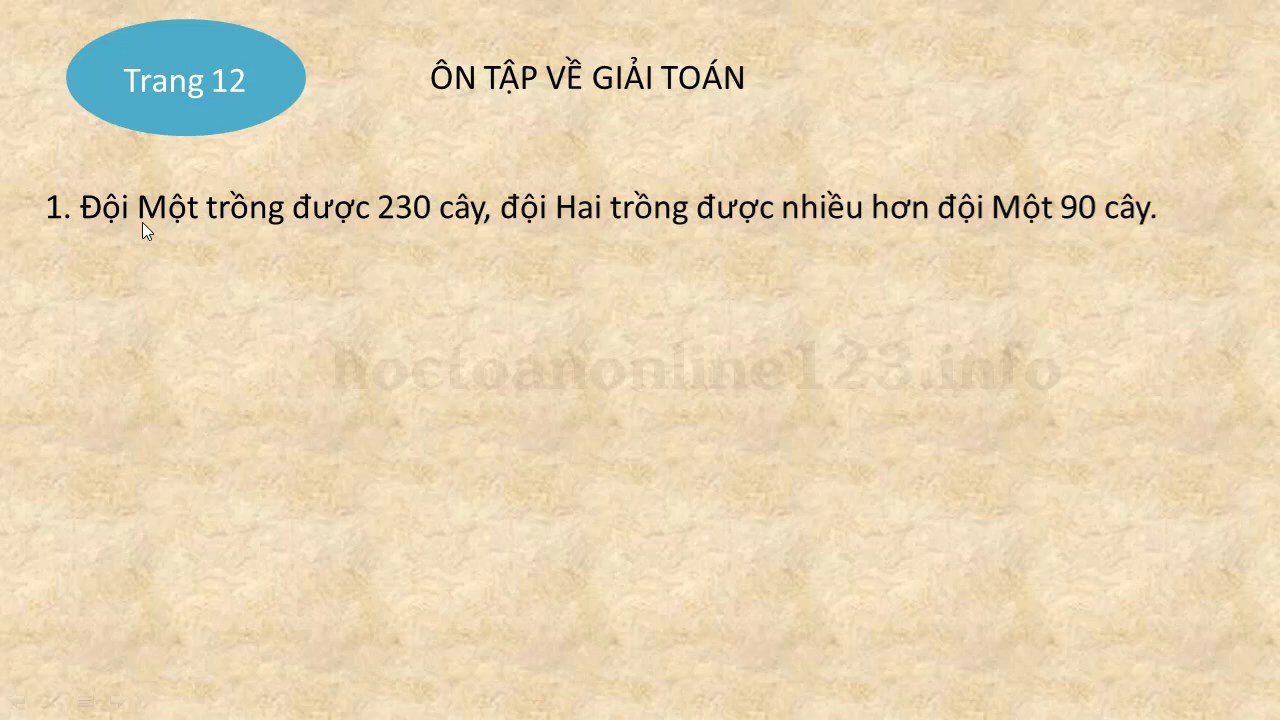 Trang 12
ÔN TẬP VỀ GIẢI TOÁN
1. Đội Một trồng được 230 cây, đội Hai trồng được nhiều hơn đội Một 90 cây.
hoctoanonline123.info